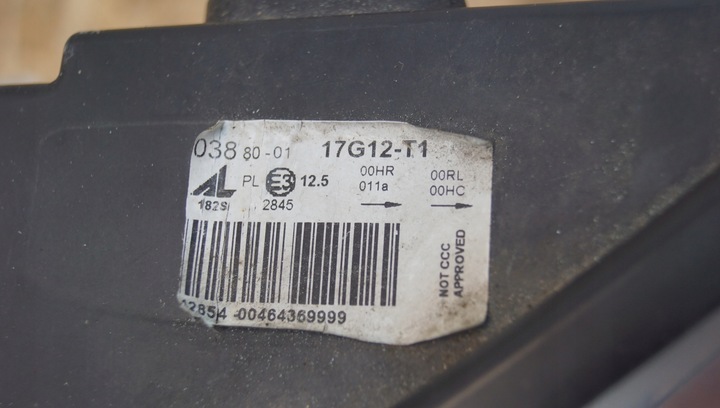 038 80-01 17G12-T1
AL PL E3 12.5 00HR 00RL
011a 00HC
182S 2845
NOT CCC
APPROVED
2854 00464369999